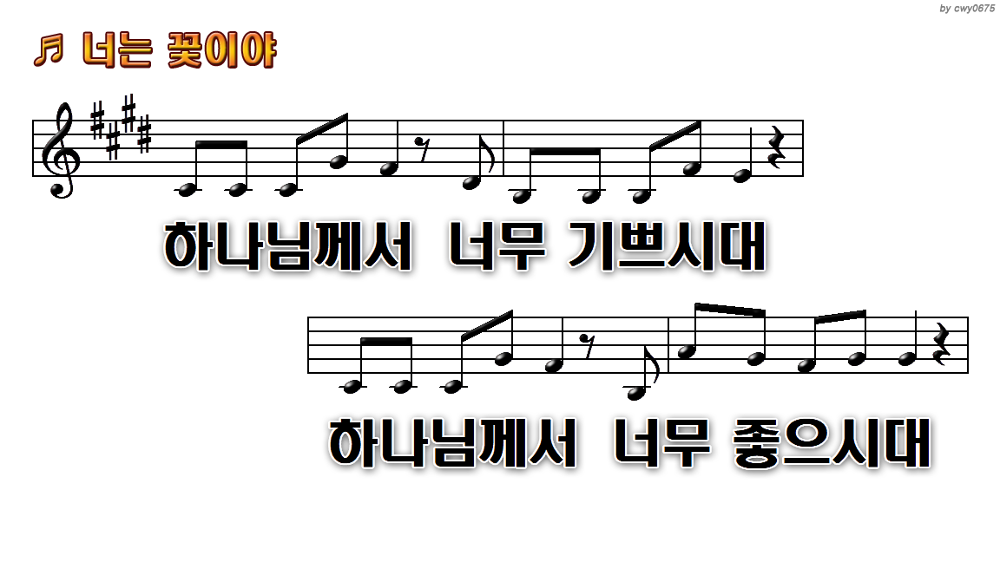 by cwy0675
♬ 너는 꽃이야
하나님께서 너무 기쁘시대
하나님께서 너무 좋으시대